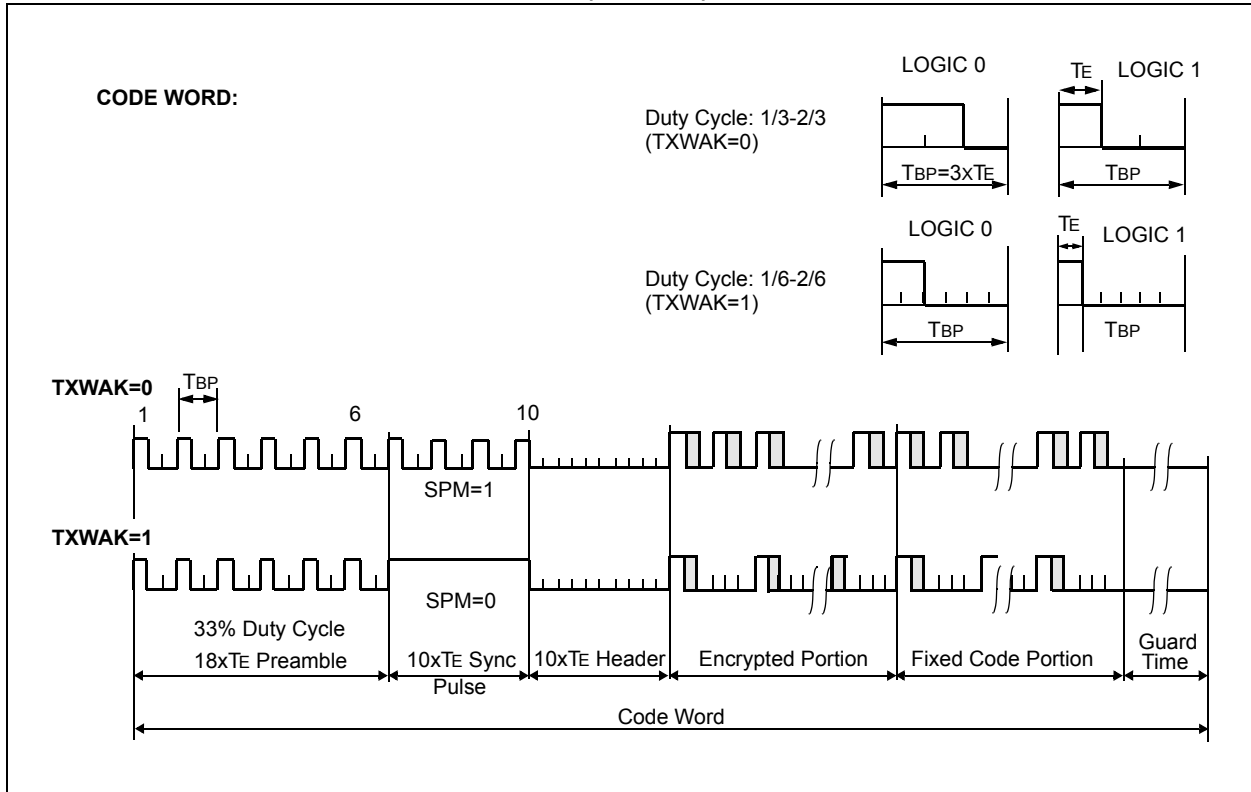 CODE WORD:
LOGIC 0
TE
LOGIC 1
Duty Cycle: 1/3-2/3
(TXWAK=0)
TBP=3XTE
TBP
LOGIC 0
TE
LOGIC 1
Duty Cycle: 1/6-2/6
(TXWAK=1)
TBP
TBP
TXWAK=0
TBP
1
6
10
SPM=1
TXWAK=1
SPM=0
33% Duty Cycle
18xTE Preamble
10xTE Sync
Pulse
10xTE Header
Encrypted Portion
Fixed Code Portion
Guard
Time
Code Word